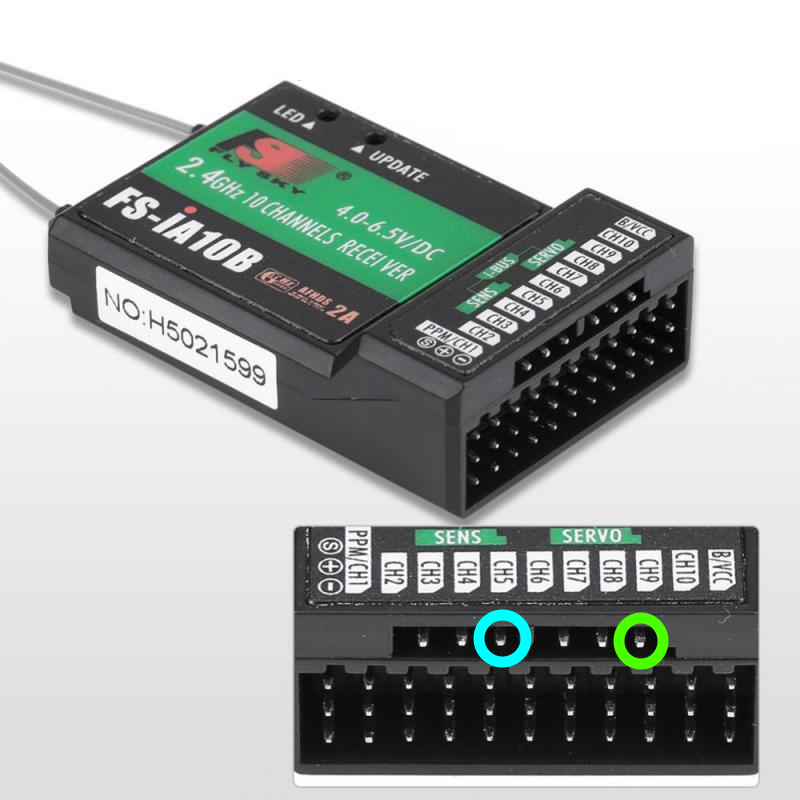 LED▲
▲ UPDATE
FLYSKY®
2.4GHz 10 CHANNELS RECEIVER
4.0-6.5V/DC
FS-iA10B
AFHDS 2A
NO:H5021599
i.BUS
SENS SERVO
PPM/CH1
CH2
CH3
CH4
CH5
CH6
CH7
CH8
CH9
CH10
B/VCC
S + −
SENS SERVO
S + −
PPM/CH1
CH2
CH3
CH4
CH5
CH6
CH7
CH8
CH9
CH10
B/VCC